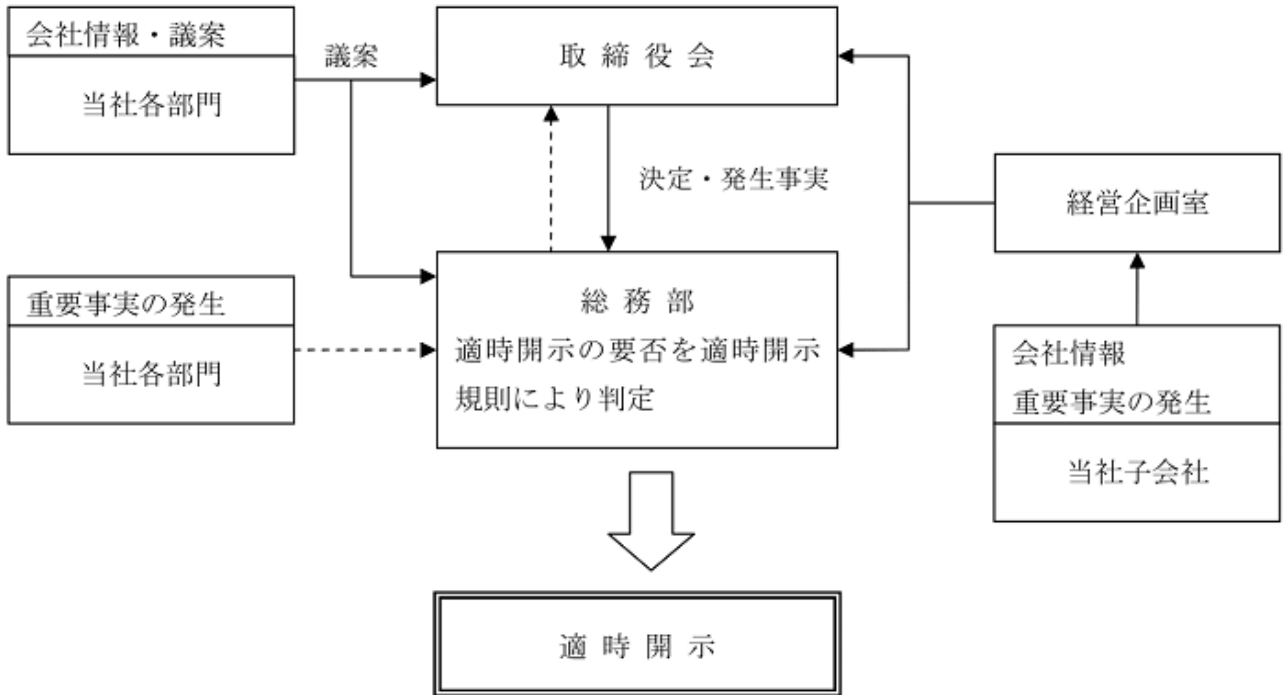 会社情報・議案
当社各部門
議案
取締役会
決定・発生事実
経営企画室
重要事実の発生
当社各部門
総務部
適時開示の要否を適時開示
規則により判定
会社情報
重要事実の発生
当社子会社
適時開示